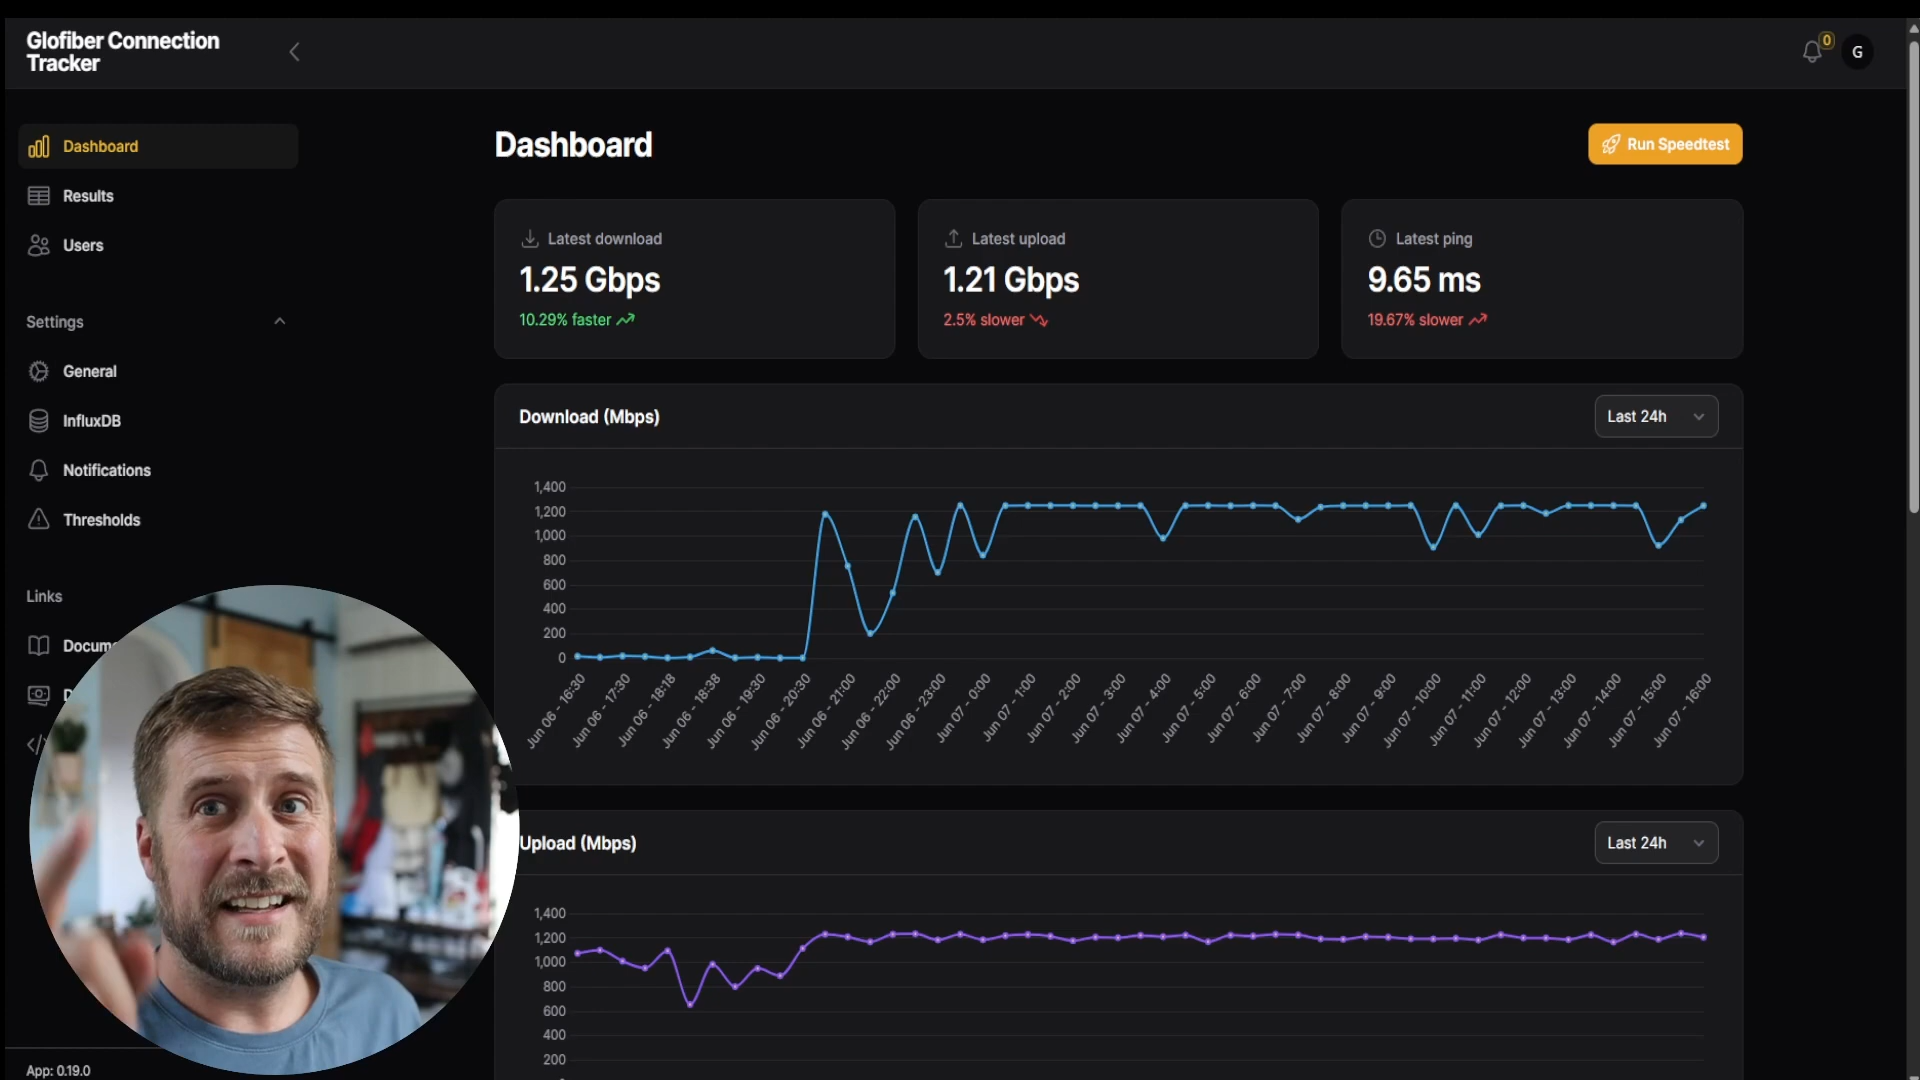 Glofiber Connection
Tracker
0
G
Dashboard
Results
Users
Settings
General
InfluxDB
Notifications
Thresholds
Links
Docum
D
App: 0.19.0
Dashboard
Run Speedtest
Latest download
1.25 Gbps
10.29% faster
Latest upload
1.21 Gbps
2.5% slower
Latest ping
9.65 ms
19.67% slower
Download (Mbps)
Last 24h
1,400
1,200
1,000
800
600
400
200
0
Jun 06 - 16:30
Jun 06 - 17:30
Jun 06 - 18:18
Jun 06 - 18:38
Jun 06 - 19:30
Jun 06 - 20:30
Jun 06 - 21:00
Jun 06 - 22:00
Jun 06 - 23:00
Jun 07 - 0:00
Jun 07 - 1:00
Jun 07 - 2:00
Jun 07 - 3:00
Jun 07 - 4:00
Jun 07 - 5:00
Jun 07 - 6:00
Jun 07 - 7:00
Jun 07 - 8:00
Jun 07 - 9:00
Jun 07 - 10:00
Jun 07 - 11:00
Jun 07 - 12:00
Jun 07 - 13:00
Jun 07 - 14:00
Jun 07 - 15:00
Jun 07 - 16:00
Upload (Mbps)
Last 24h
1,400
1,200
1,000
800
600
400
200